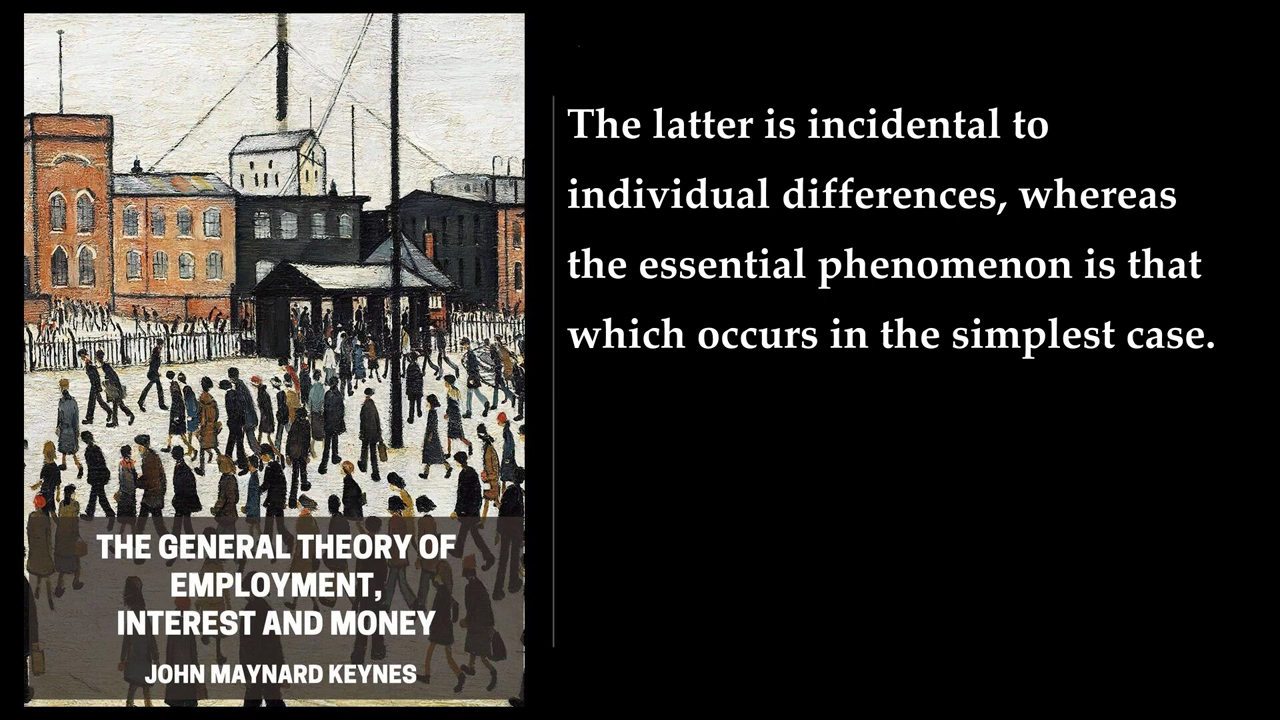 THE GENERAL THEORY OF
EMPLOYMENT,
INTEREST AND MONEY
JOHN MAYNARD KEYNES
The latter is incidental to
individual differences, whereas
the essential phenomenon is that
which occurs in the simplest case.